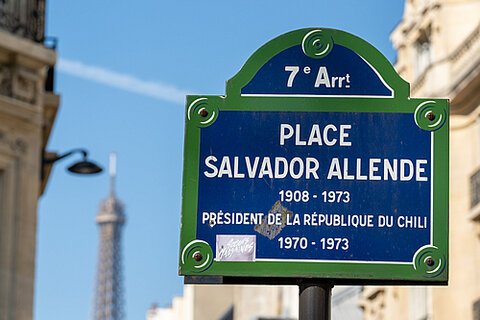 7e Arrt
PLACE
SALVADOR ALLENDE
1908 - 1973
PRÉSIDENT DE LA RÉPUBLIQUE DU CHILI
1970 - 1973